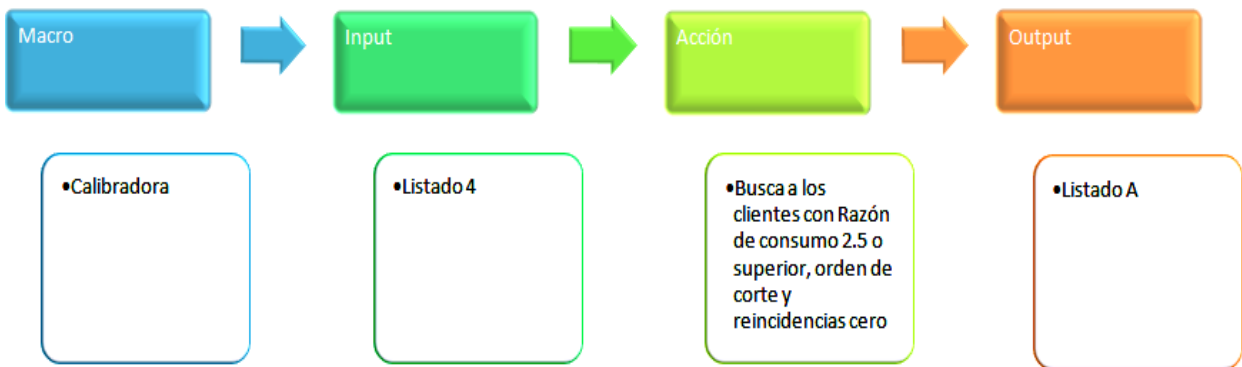 Macro
Input
Acción
Output
•Calibradora
•Listado 4
•Busca a los
clientes con Razón
de consumo 2.5 o
superior, orden de
corte y
reincidencias cero
•Listado A